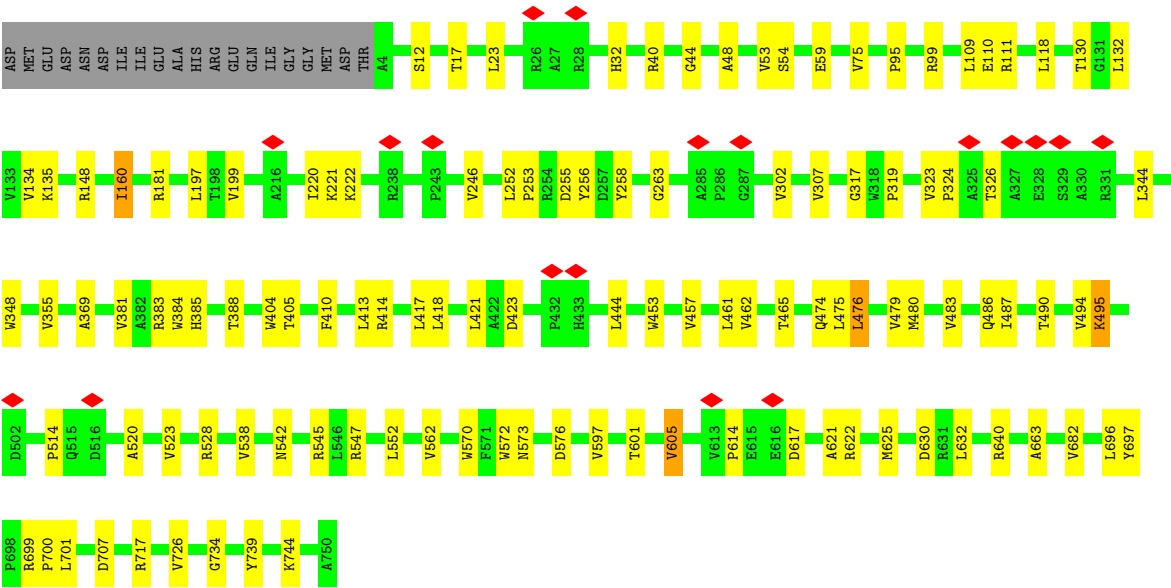 ASP MET GLU ASP ASN ASP ILE ILE GLU ALA HIS ARG GLU GLN ILE GLY GLY MET ASP THR A4 S12 T17 L23 R26 A27 R28 H32 R40 G44 A48 V53 S54 E59 V75 P95 R99 L109 E110 R111 L118 T130 G131 L132
V133 V134 K135 R148 I160 R181 L197 T198 V199 A216 I220 K221 K222 R238 P243 V246 L252 P253 R254 D255 Y256 D257 Y258 G263 A285 P286 G287 V302 V307 G317 W318 P319 V323 P324 A325 T326 A327 E328 S329 A330 R331 L344
W348 V355 A369 V381 A382 R383 W384 H385 T388 W404 T405 F410 L413 R414 L417 L418 L421 A422 D423 P432 H433 L444 W453 V457 L461 V462 T465 Q474 L475 L476 V479 M480 V483 Q486 I487 T490 V494 K495
D502 P514 Q515 D516 A520 V523 R528 V538 N542 R545 L546 R547 L552 V562 W570 F571 W572 N573 D576 V597 T601 V605 V613 P614 E615 E616 D617 A621 R622 M625 D630 R631 L632 R640 A663 V682 L696 Y697
P698 R699 P700 L701 D707 R717 V726 G734 Y739 K744 A750